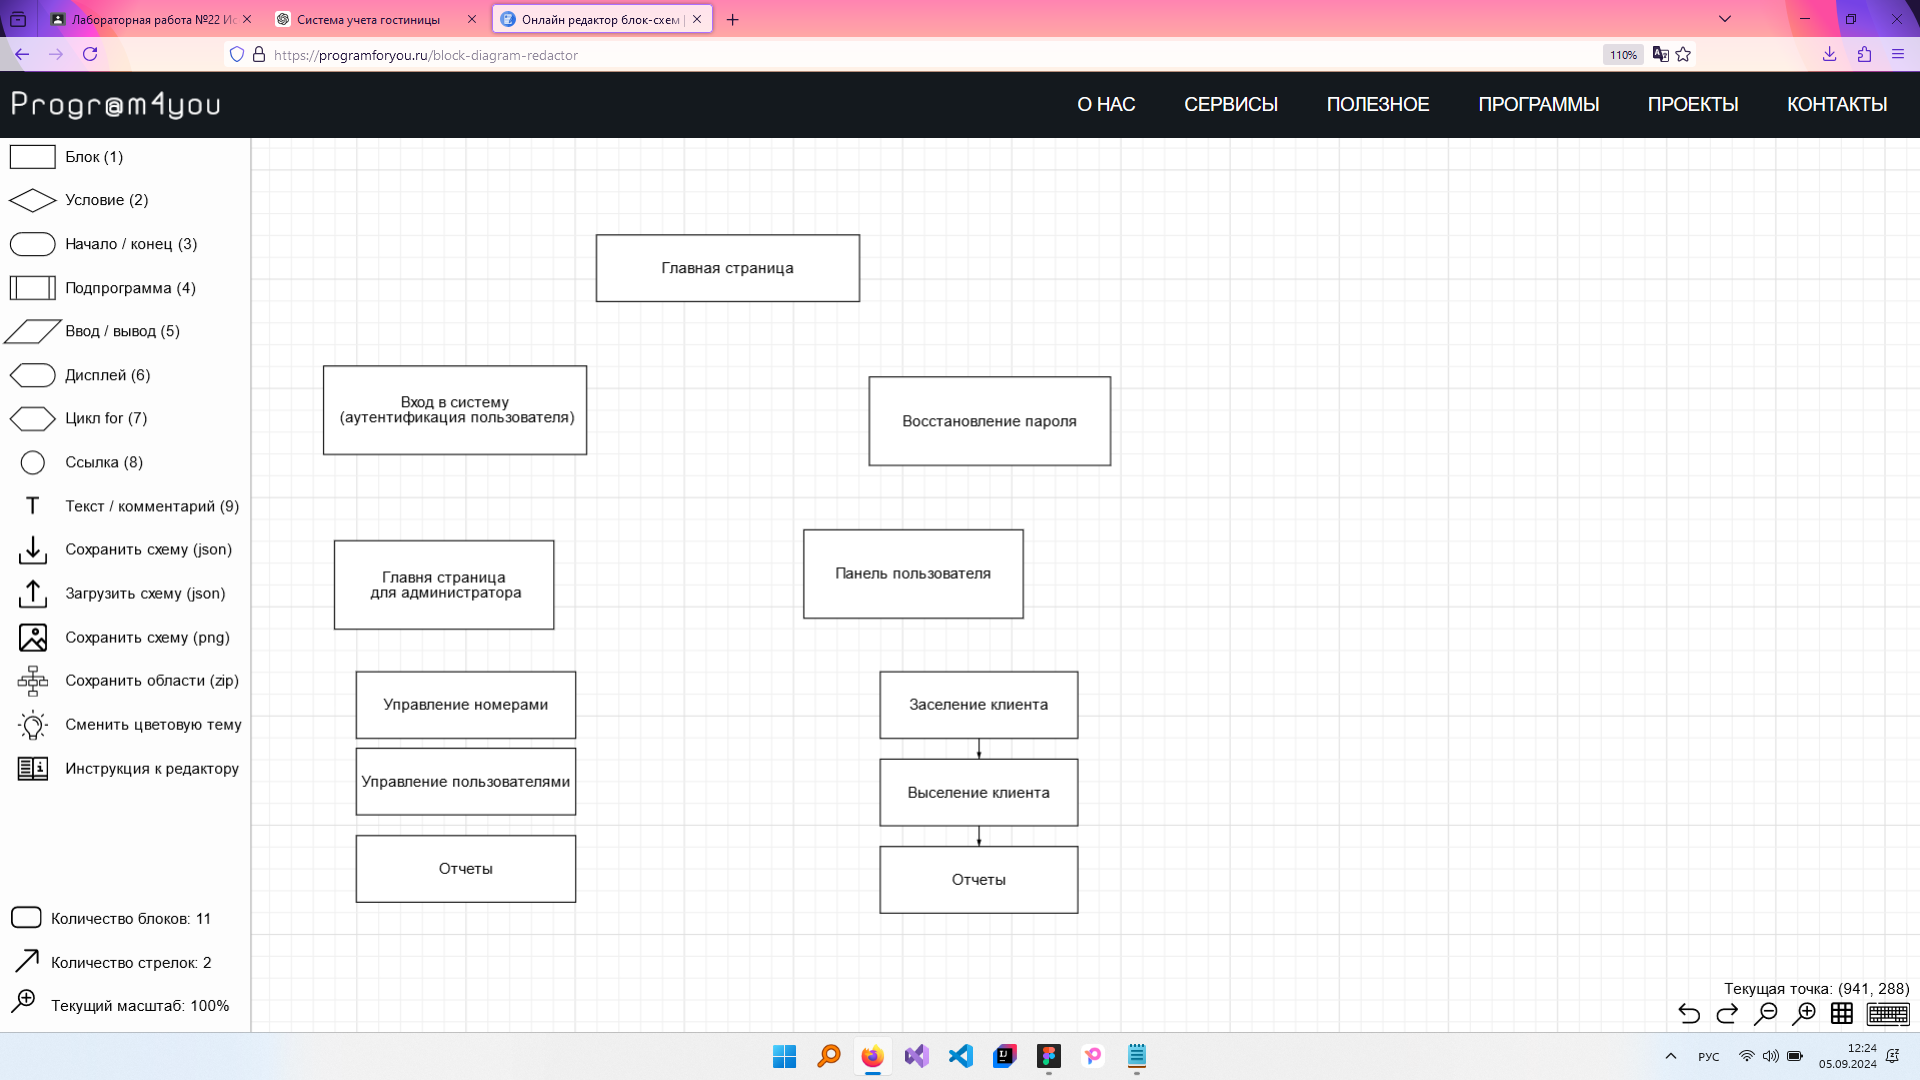 Лабораторная работа №22 Ис
Система учета гостиницы
Онлайн редактор блок-схем |
https://programforyou.ru/block-diagram-redactor
110%
Progr@m4you
О НАС
СЕРВИСЫ
ПОЛЕЗНОЕ
ПРОГРАММЫ
ПРОЕКТЫ
КОНТАКТЫ
Блок (1)
Условие (2)
Начало / конец (3)
Подпрограмма (4)
Ввод / вывод (5)
Дисплей (6)
Цикл for (7)
Ссылка (8)
Т Текст / комментарий (9)
Сохранить схему (json)
Загрузить схему (json)
Сохранить схему (png)
Сохранить области (zip)
Сменить цветовую тему
Инструкция к редактору
Количество блоков: 11
Количество стрелок: 2
Текущий масштаб: 100%
Главная страница
Вход в систему
(аутентификация пользователя)
Восстановление пароля
Главня страница
для администратора
Панель пользователя
Управление номерами
Управление пользователями
Отчеты
Заселение клиента
Выселение клиента
Отчеты
Текущая точка: (941, 288)
РУС
12:24
05.09.2024